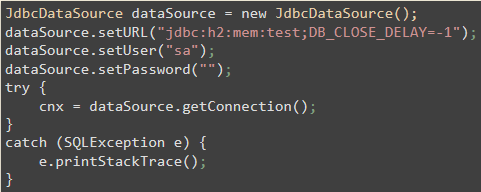 JdbcDataSource dataSource = new JdbcDataSource();
dataSource.setURL("jdbc:h2:mem:test;DB_CLOSE_DELAY=-1");
dataSource.setUser("sa");
dataSource.setPassword("");
try {
    cnx = dataSource.getConnection();
}
catch (SQLException e) {
    e.printStackTrace();
}